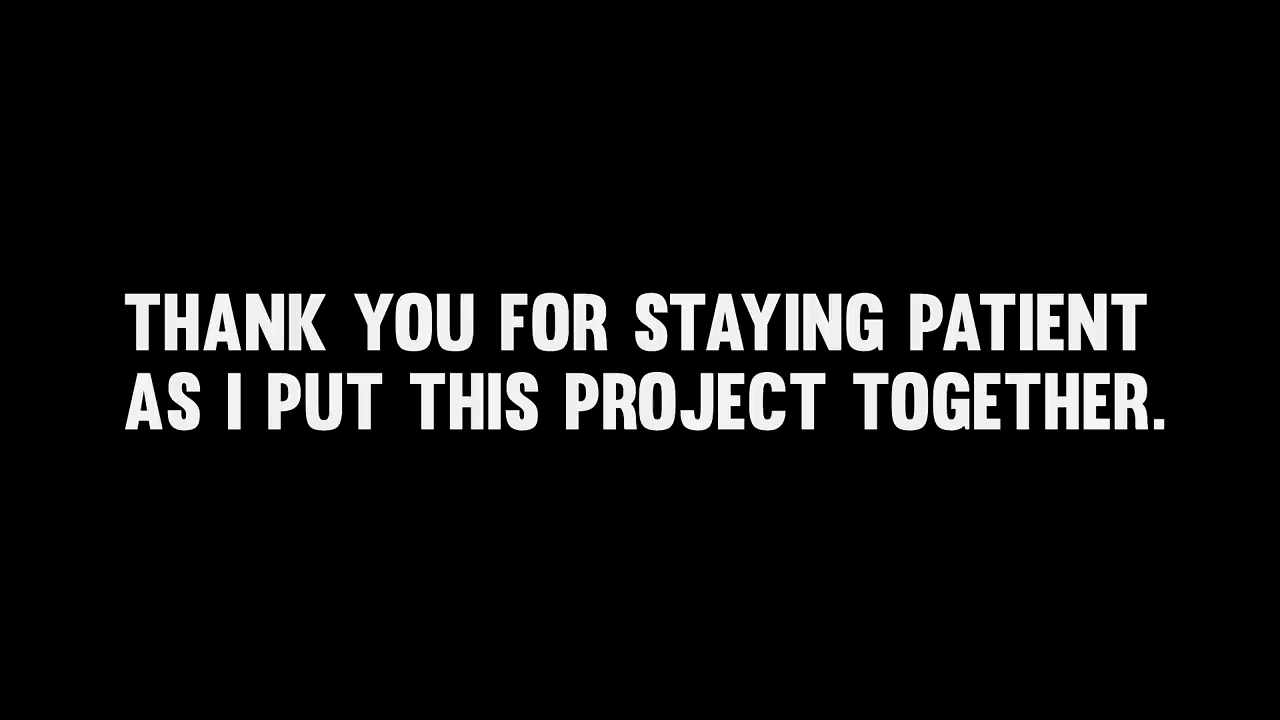 THANK YOU FOR STAYING PATIENT
AS I PUT THIS PROJECT TOGETHER.